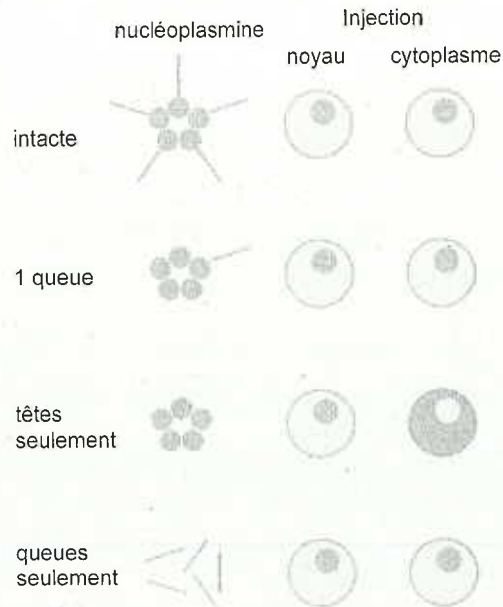 Injection
nucléoplasmine
noyau cytoplasme
intacte
1 queue
têtes
seulement
queues
seulement